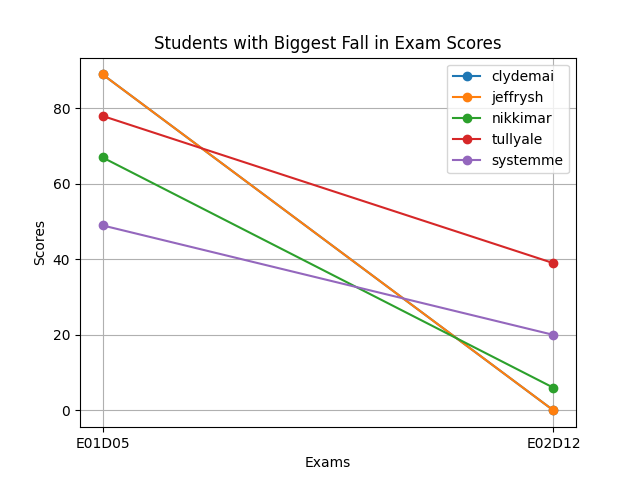 Students with Biggest Fall in Exam Scores
clydemai
jeffrysh
nikkimar
tullyale
systemme
80
60
40
20
0
Scores
E01D05
E02D12
Exams